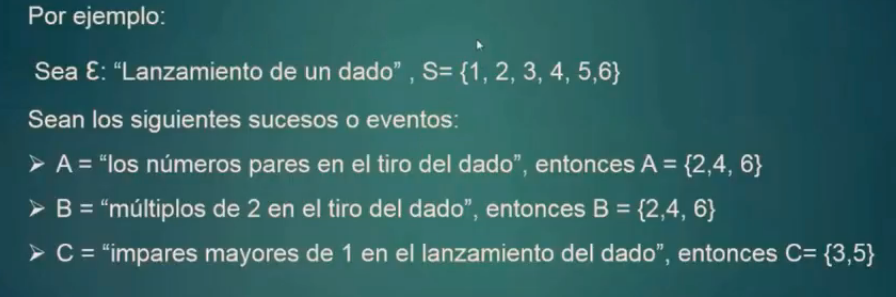 Por ejemplo:
Sea Ɛ: “Lanzamiento de un dado” , S= {1, 2, 3, 4, 5,6}
Sean los siguientes sucesos o eventos:
➢ A = “los números pares en el tiro del dado”, entonces A = {2,4, 6}
➢ B = “múltiplos de 2 en el tiro del dado”, entonces B = {2,4, 6}
➢ C = “impares mayores de 1 en el lanzamiento del dado”, entonces C= {3,5}